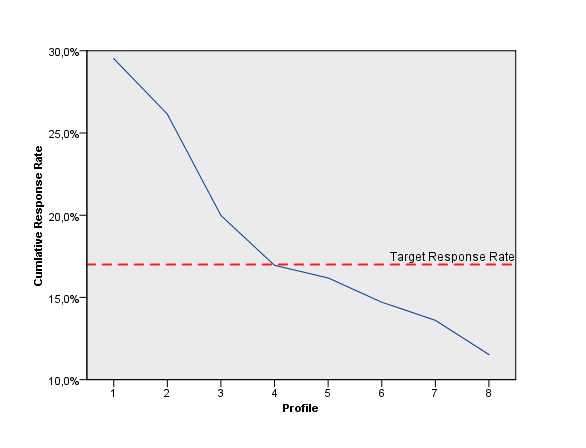 30,0%
25,0%
20,0%
15,0%
10,0%
Cumulative Response Rate
Target Response Rate
1 2 3 4 5 6 7 8
Profile